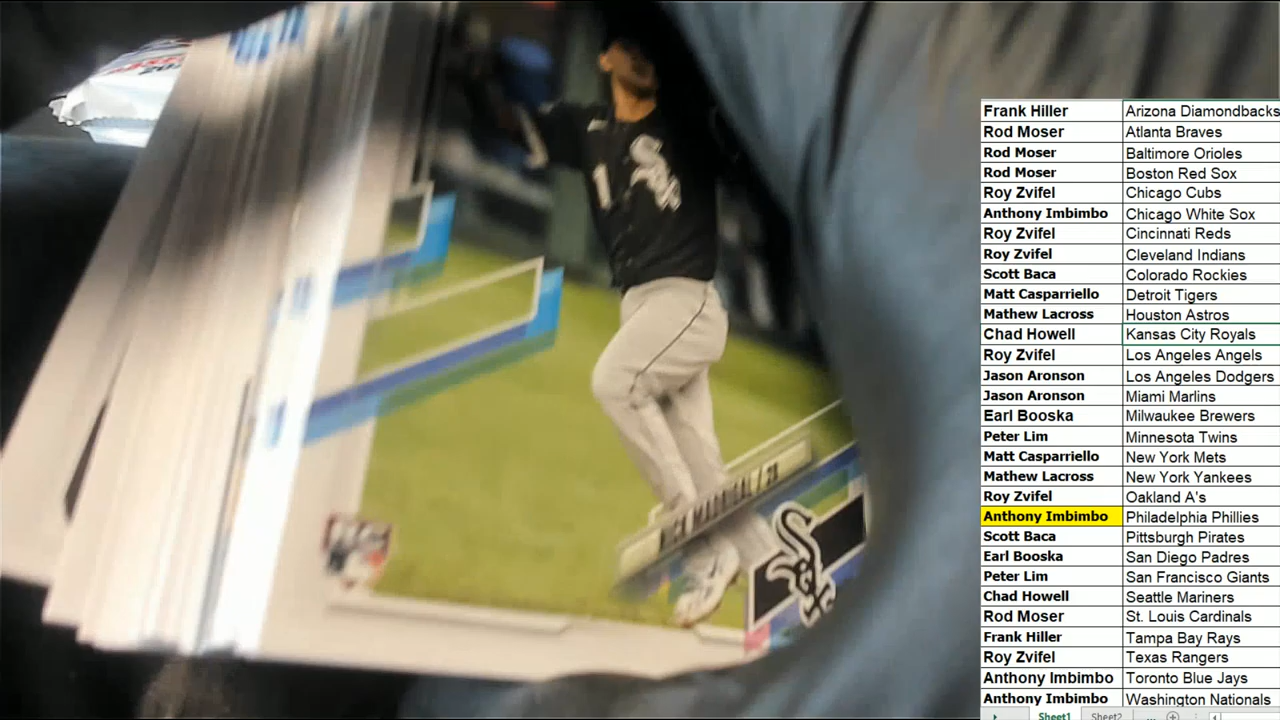 1 Sox
NICK MADRIGAL / 2B
Sox
RC
Frank Hiller Arizona Diamondbacks
Rod Moser Atlanta Braves
Rod Moser Baltimore Orioles
Rod Moser Boston Red Sox
Roy Zvifel Chicago Cubs
Anthony Imbimbo Chicago White Sox
Roy Zvifel Cincinnati Reds
Roy Zvifel Cleveland Indians
Scott Baca Colorado Rockies
Matt Casparriello Detroit Tigers
Mathew Lacross Houston Astros
Chad Howell Kansas City Royals
Roy Zvifel Los Angeles Angels
Jason Aronson Los Angeles Dodgers
Jason Aronson Miami Marlins
Earl Booska Milwaukee Brewers
Peter Lim Minnesota Twins
Matt Casparriello New York Mets
Mathew Lacross New York Yankees
Roy Zvifel Oakland A's
Anthony Imbimbo Philadelphia Phillies
Scott Baca Pittsburgh Pirates
Earl Booska San Diego Padres
Peter Lim San Francisco Giants
Chad Howell Seattle Mariners
Rod Moser St. Louis Cardinals
Frank Hiller Tampa Bay Rays
Roy Zvifel Texas Rangers
Anthony Imbimbo Toronto Blue Jays
Anthony Imbimbo Washington Nationals
Sheet1 Sheet2 ...